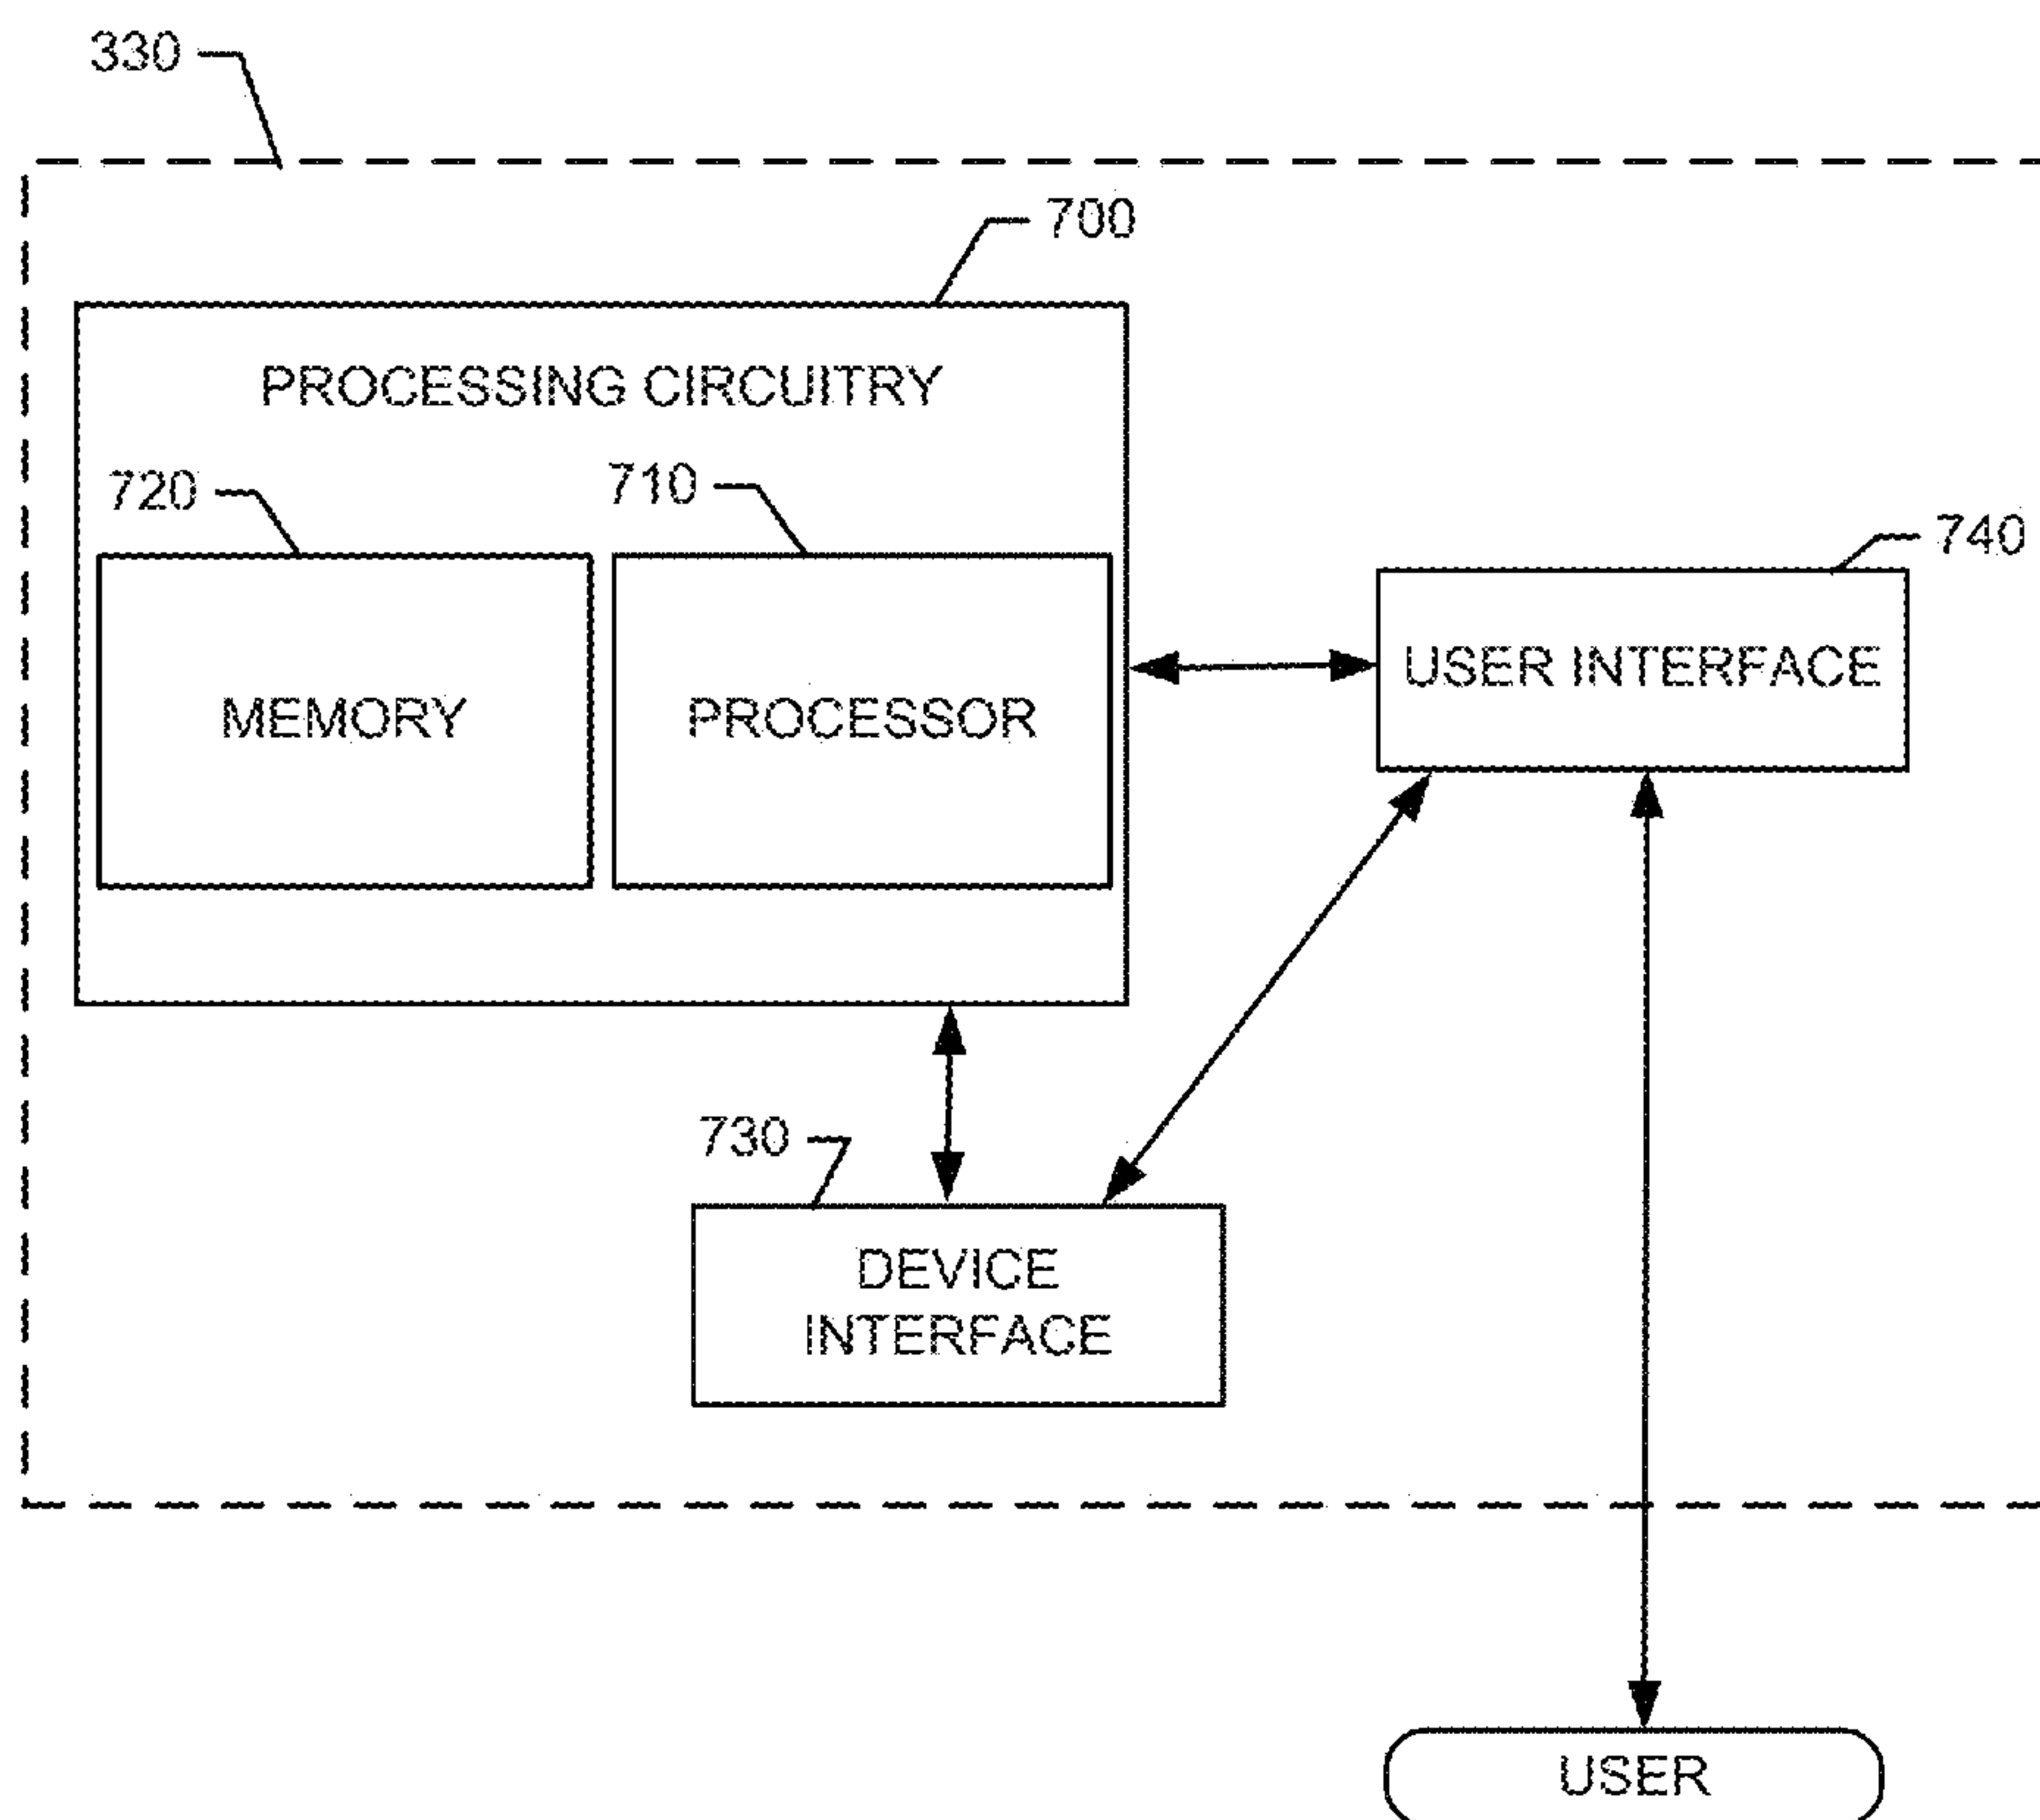 330
700
PROCESSING CIRCUITRY
720
710
740
MEMORY
PROCESSOR
USER INTERFACE
730
DEVICE
INTERFACE
USER